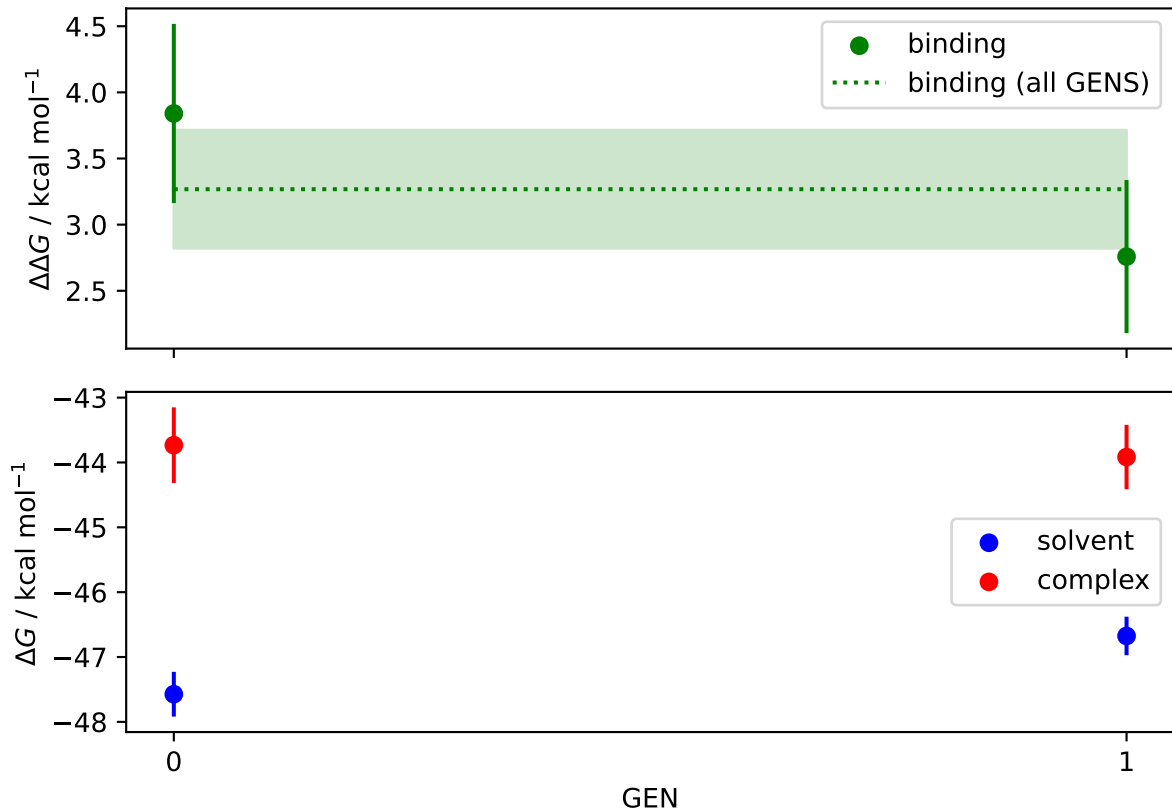 4.5
4.0
3.5
3.0
2.5
ΔΔG / kcal mol⁻¹
binding
binding (all GENS)
−43
−44
−45
−46
−47
−48
ΔG / kcal mol⁻¹
solvent
complex
0
1
GEN